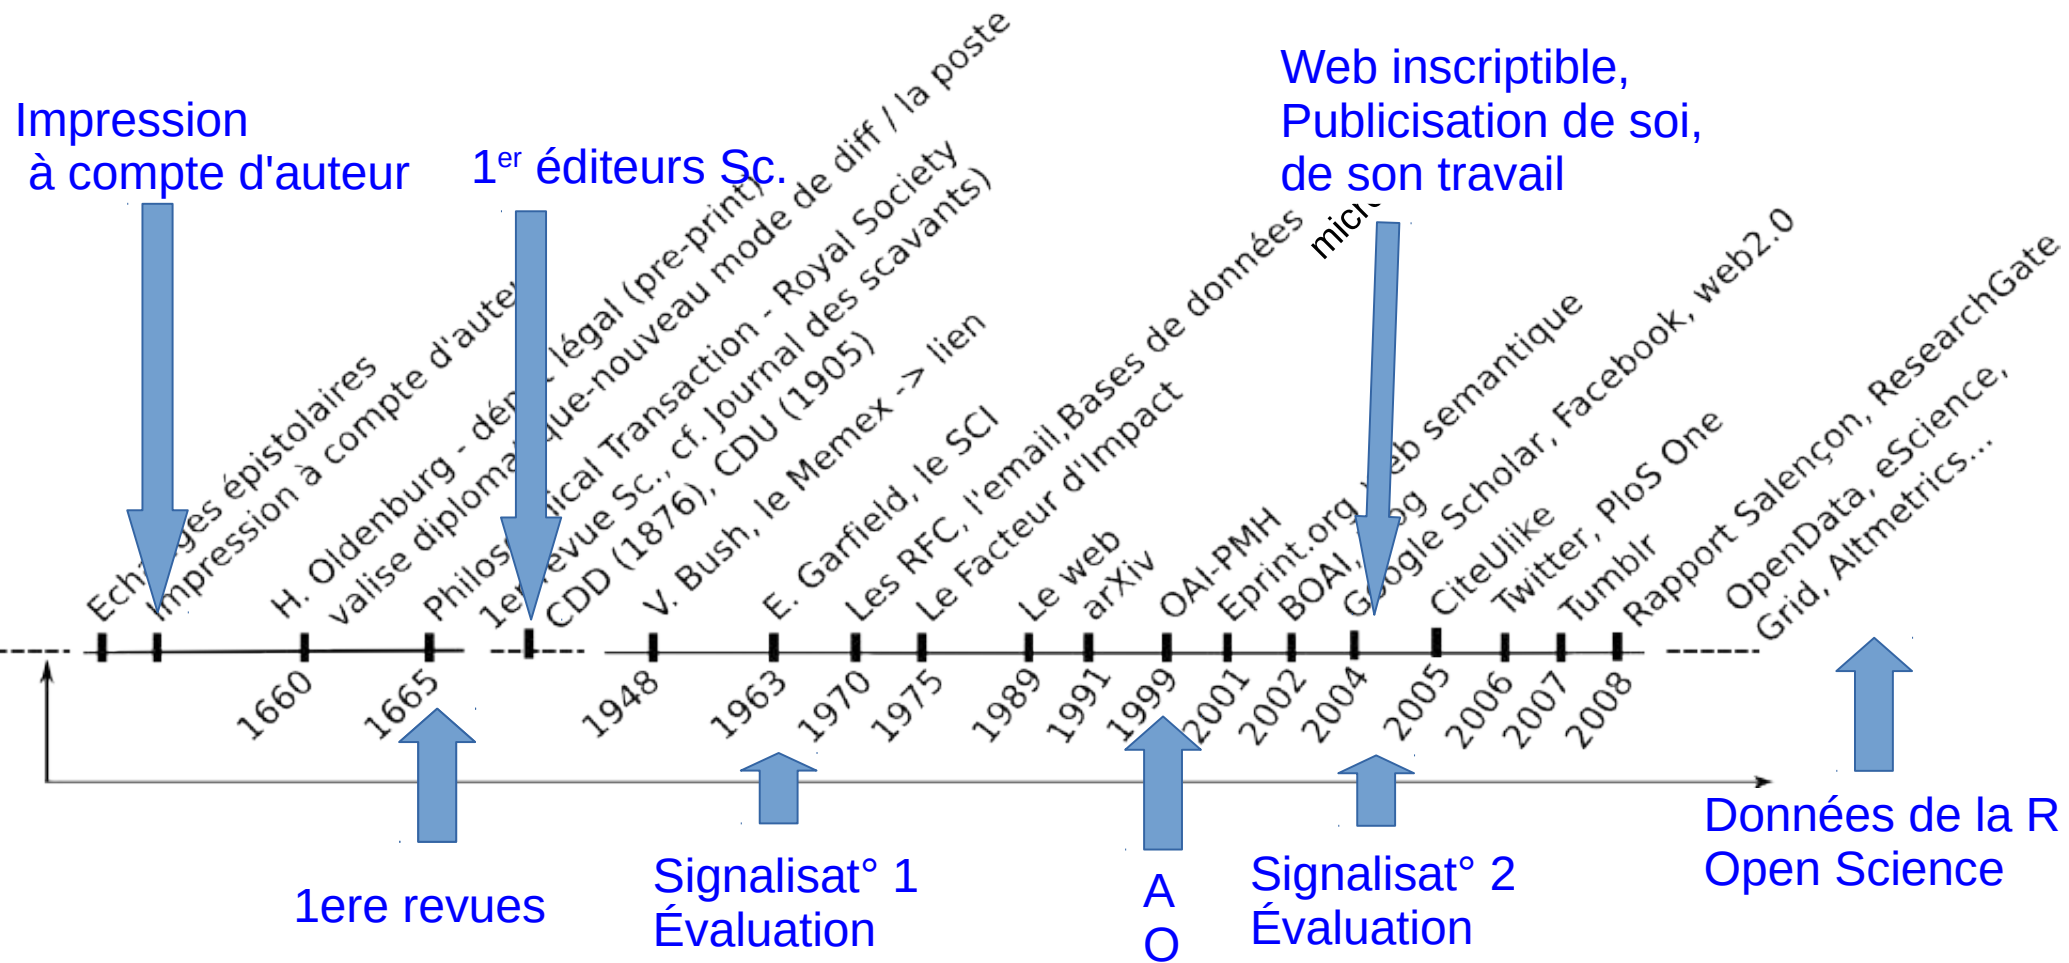 Impression
à compte d'auteur
1er éditeurs Sc.
Web inscriptible,
Publicisation de soi,
de son travail
épistolaires
Impression à compte
H. Oldenburg - légal (pre-print)
valise nouveau mode de diff / la poste
Transaction - Royal Society
revue Sc., cf. Journal des scavants)
CDD (1876), CDU (1905)
V. Bush, le Memex -> lien
E. Garfield, le SCI
Les RFC, l'email,Bases de données
Le Facteur d'Impact
Le web
arXiv
OAI-PMH
Eprint.org semantique
BOAI,
Google Scholar, Facebook, web2.0
CiteUlike
Twitter, PloS One
Tumblr
Rapport Salençon, ResearchGate
OpenData, eScience,
Grid, Altmetrics...
1660
1665
1948
1963
1970
1975
1989
1991
1999
2001
2002
2004
2005
2006
2007
2008
1ere revues
Signalisat° 1
Évaluation
A
O
Signalisat° 2
Évaluation
Données de la R
Open Science